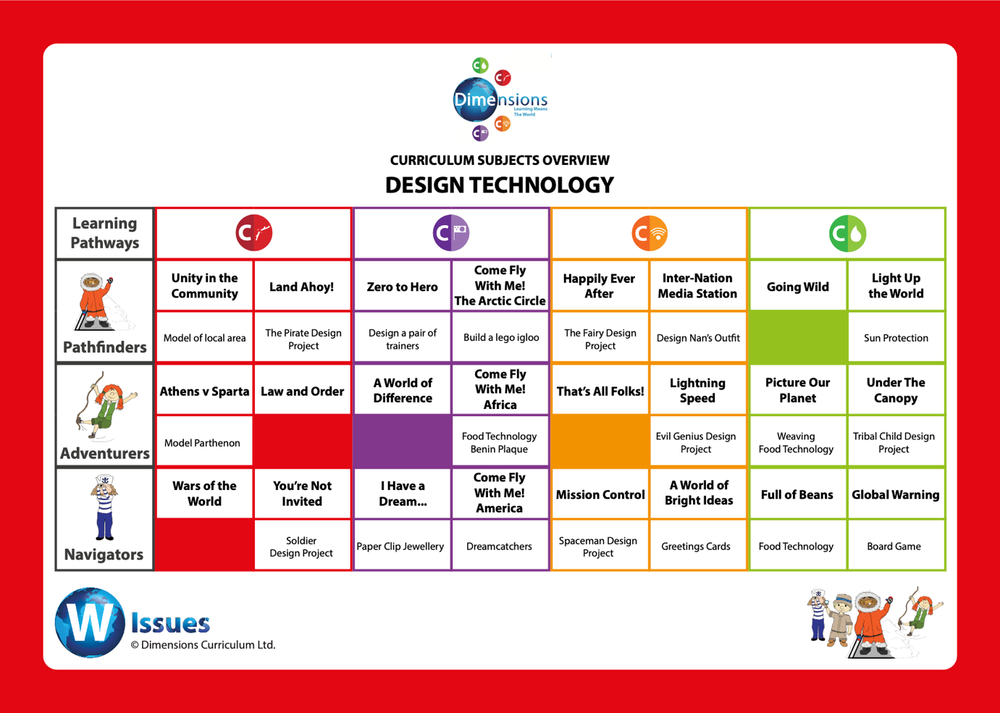 C
C
Dimensions
Learning Means
The World
C
C
CURRICULUM SUBJECTS OVERVIEW
DESIGN TECHNOLOGY
Learning
Pathways
C
C
C
C
Pathfinders
Unity in the
Community
Land Ahoy!
Zero to Hero
Come Fly
With Me!
The Arctic Circle
Happily Ever
After
Inter-Nation
Media Station
Going Wild
Light Up
the World
Model of local area
The Pirate Design
Project
Design a pair of
trainers
Build a lego igloo
The Fairy Design
Project
Design Nan’s Outfit
Sun Protection
Adventurers
Athens v Sparta
Law and Order
A World of
Difference
Come Fly
With Me!
Africa
That’s All Folks!
Lightning
Speed
Picture Our
Planet
Under The
Canopy
Model Parthenon
Food Technology
Benin Plaque
Evil Genius Design
Project
Weaving
Food Technology
Tribal Child Design
Project
Navigators
Wars of the
World
You’re Not
Invited
I Have a
Dream...
Come Fly
With Me!
America
Mission Control
A World of
Bright Ideas
Full of Beans
Global Warning
Soldier
Design Project
Paper Clip Jewellery
Dreamcatchers
Spaceman Design
Project
Greetings Cards
Food Technology
Board Game
W Issues
© Dimensions Curriculum Ltd.